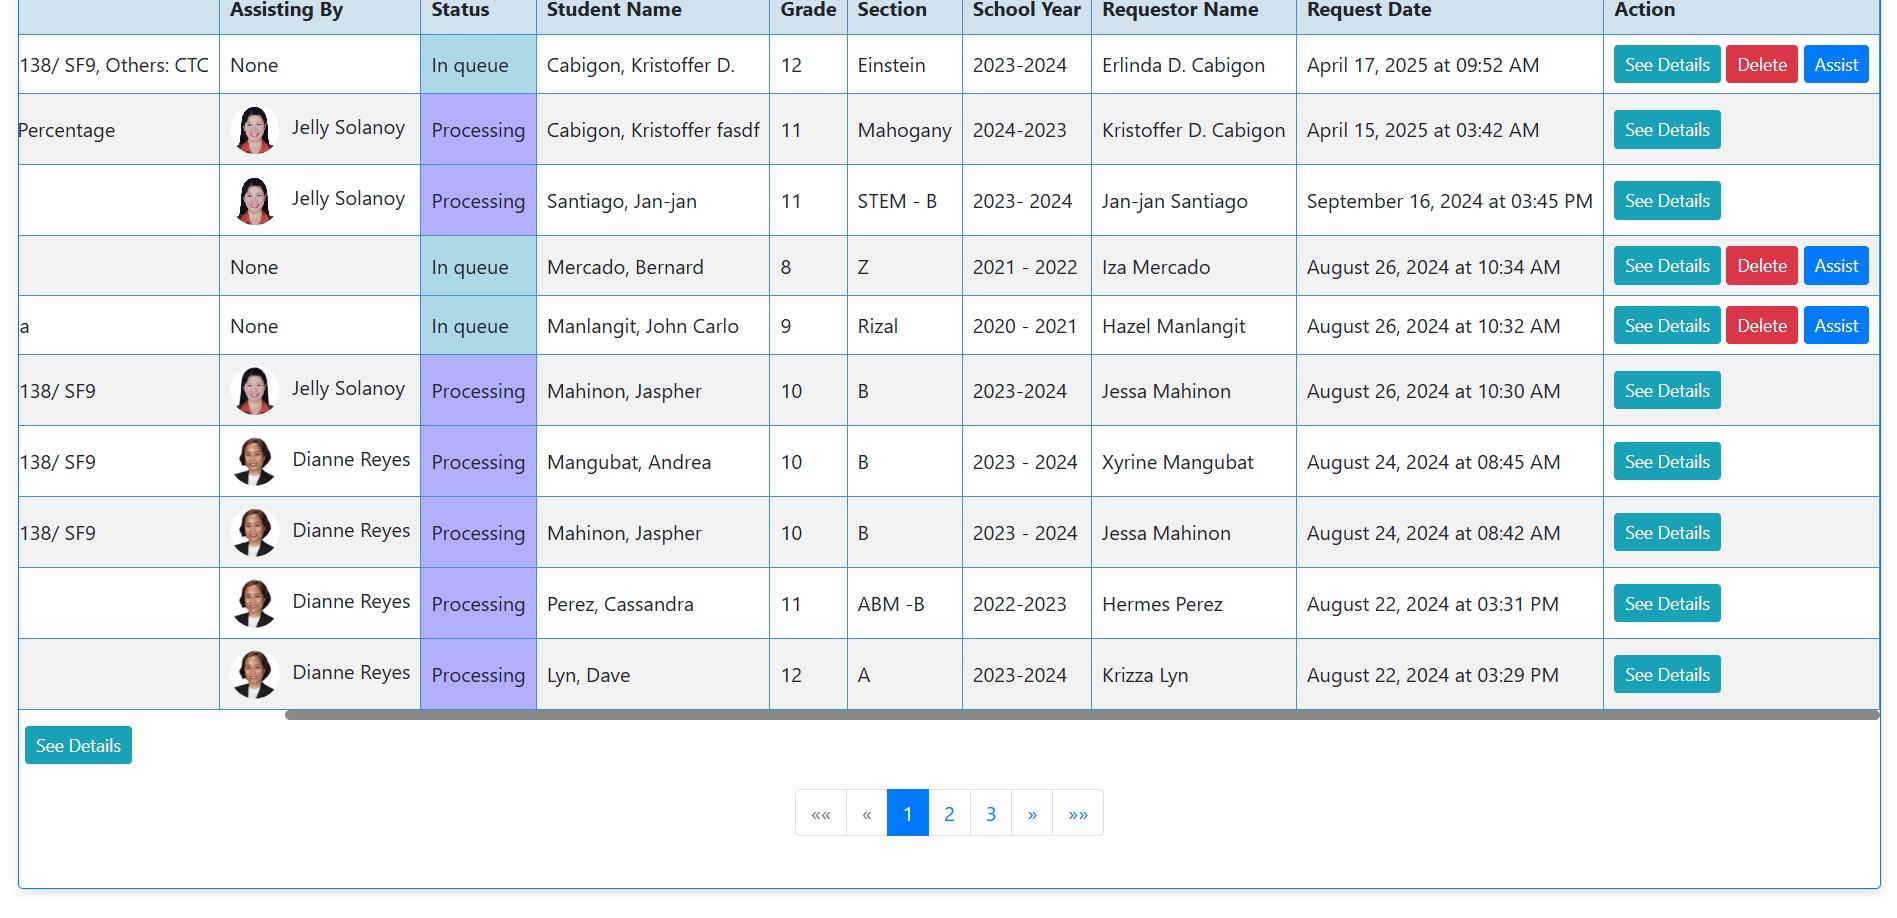 Assisting By Status Student Name Grade Section School Year Requestor Name Request Date Action
138/ SF9, Others: CTC None In queue Cabigon, Kristoffer D. 12 Einstein 2023-2024 Erlinda D. Cabigon April 17, 2025 at 09:52 AM See Details Delete Assist
Percentage Jelly Solanoy Processing Cabigon, Kristoffer fasdf 11 Mahogany 2024-2023 Kristoffer D. Cabigon April 15, 2025 at 03:42 AM See Details
Jelly Solanoy Processing Santiago, Jan-jan 11 STEM - B 2023- 2024 Jan-jan Santiago September 16, 2024 at 03:45 PM See Details
None In queue Mercado, Bernard 8 Z 2021 - 2022 Iza Mercado August 26, 2024 at 10:34 AM See Details Delete Assist
a None In queue Manlangit, John Carlo 9 Rizal 2020 - 2021 Hazel Manlangit August 26, 2024 at 10:32 AM See Details Delete Assist
138/ SF9 Jelly Solanoy Processing Mahinon, Jaspher 10 B 2023-2024 Jessa Mahinon August 26, 2024 at 10:30 AM See Details
138/ SF9 Dianne Reyes Processing Mangubat, Andrea 10 B 2023 - 2024 Xyrine Mangubat August 24, 2024 at 08:45 AM See Details
138/ SF9 Dianne Reyes Processing Mahinon, Jaspher 10 B 2023 - 2024 Jessa Mahinon August 24, 2024 at 08:42 AM See Details
Dianne Reyes Processing Perez, Cassandra 11 ABM -B 2022-2023 Hermes Perez August 22, 2024 at 03:31 PM See Details
Dianne Reyes Processing Lyn, Dave 12 A 2023-2024 Krizza Lyn August 22, 2024 at 03:29 PM See Details
See Details
«« « 1 2 3 » »»